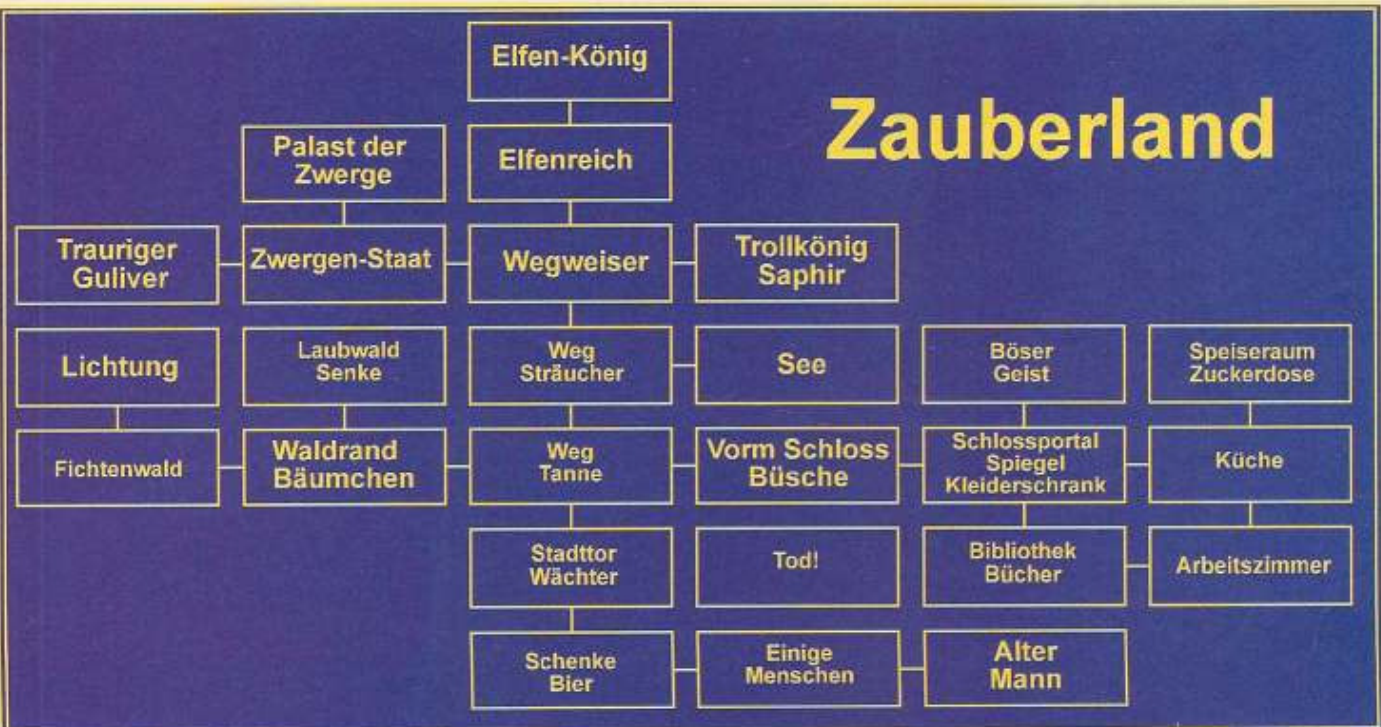 Elfen-König
Zauberland
Palast der
Zwerge
Elfenreich
Trauriger
Guliver
Zwergen-Staat
Wegweiser
Trollkönig
Saphir
Lichtung
Laubwald
Senke
Weg
Sträucher
See
Böser
Geist
Speiseraum
Zuckerdose
Fichtenwald
Waldrand
Bäumchen
Weg
Tanne
Vorm Schloss
Büsche
Schlossportal
Spiegel
Kleiderschrank
Küche
Stadttor
Wächter
Tod!
Bibliothek
Bücher
Arbeitszimmer
Schenke
Bier
Einige
Menschen
Alter
Mann